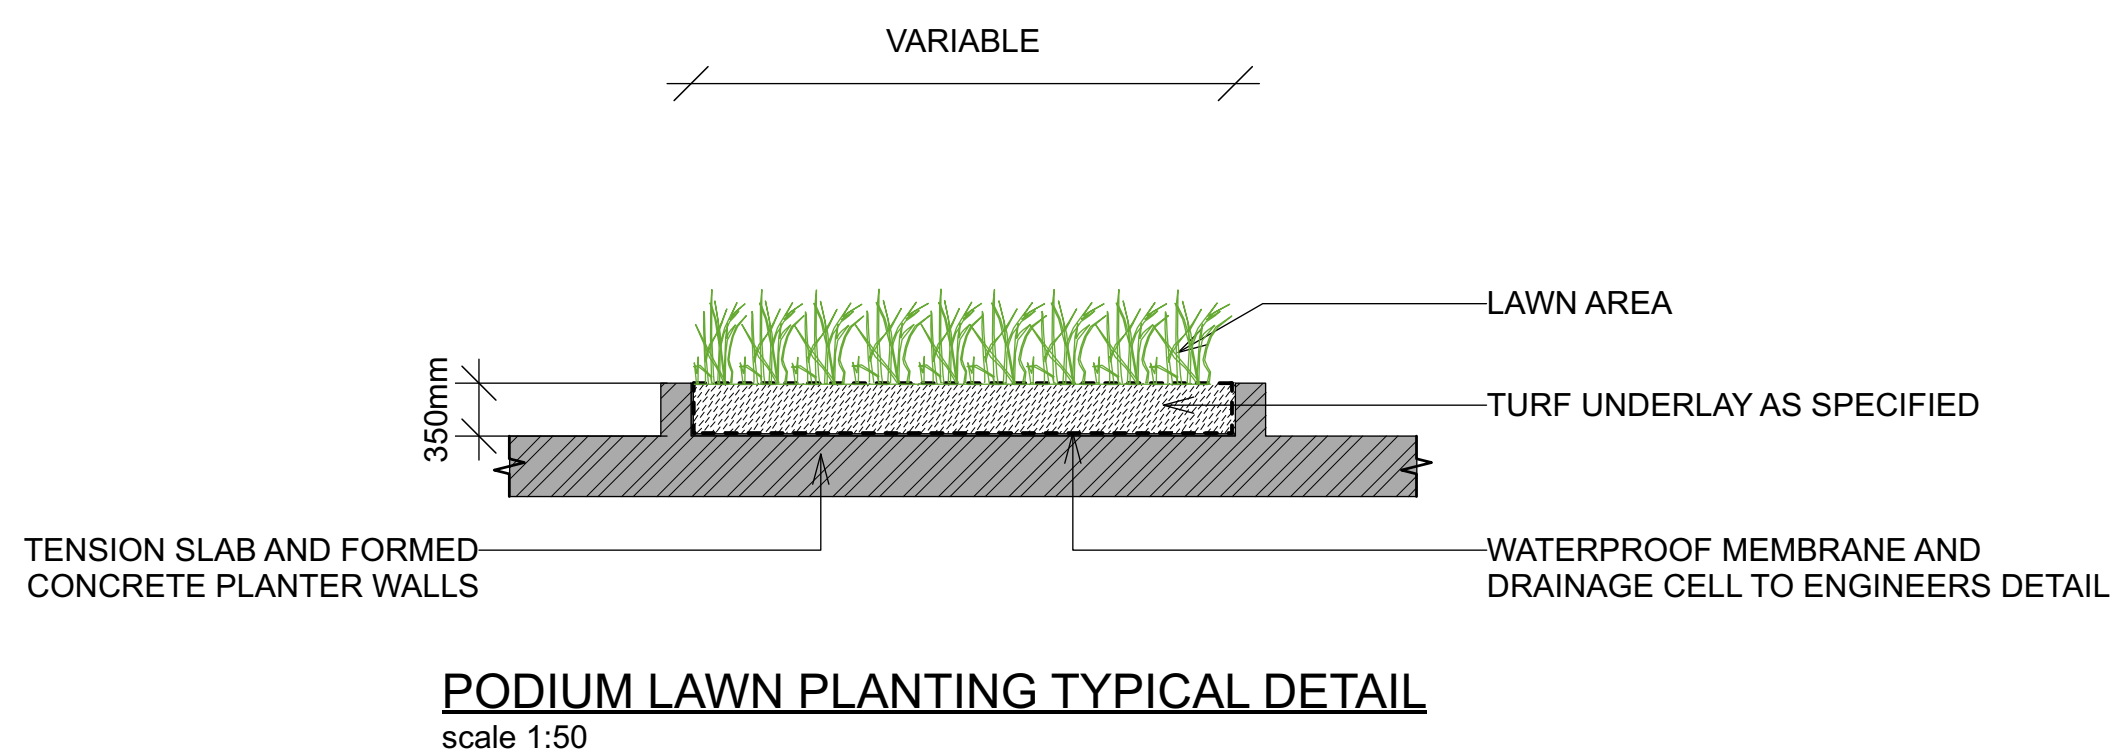 VARIABLE
LAWN AREA
350mm
TURF UNDERLAY AS SPECIFIED
TENSION SLAB AND FORMED
CONCRETE PLANTER WALLS
WATERPROOF MEMBRANE AND
DRAINAGE CELL TO ENGINEERS DETAIL
PODIUM LAWN PLANTING TYPICAL DETAIL
scale 1:50